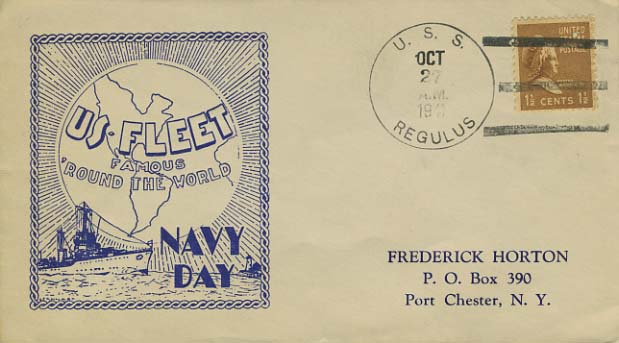 US. FLEET
FAMOUS
'ROUND THE WORLD
NAVY
DAY
U. S. S.
OCT
27
A.M.
REGULUS
UNITED
POSTAGE
1½ CENTS 1½
FREDERICK HORTON
P. O. Box 390
Port Chester, N. Y.